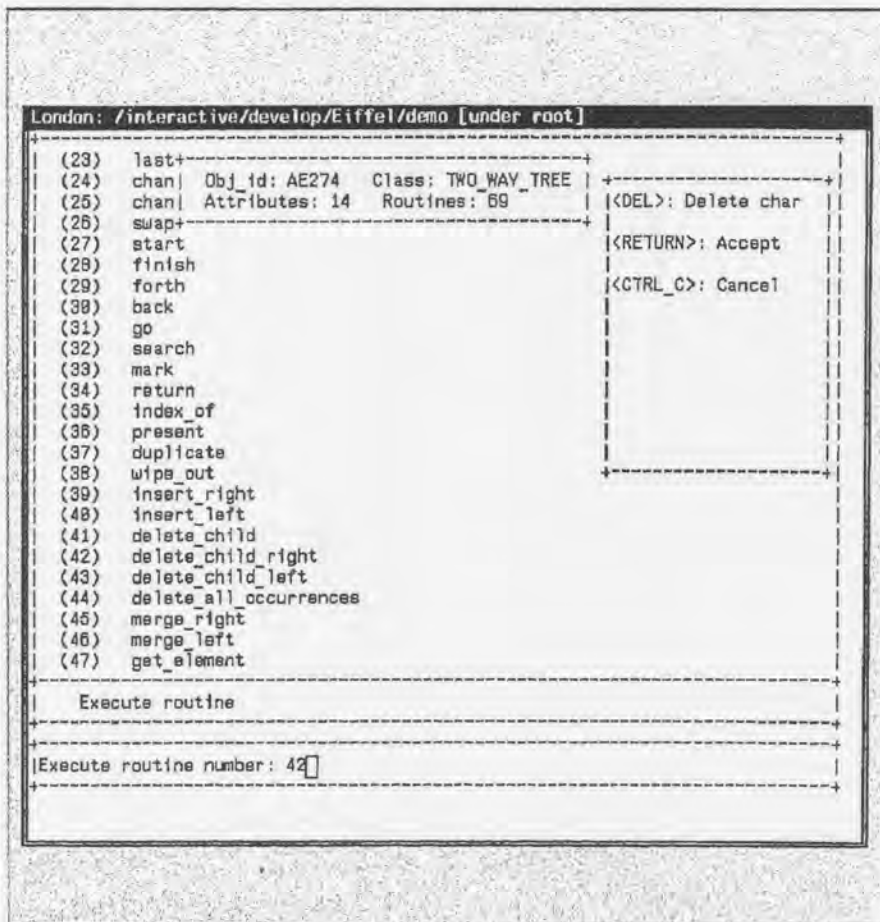 London: /interactive/develop/Eiffel/demo [under root]
(23) last
(24) chan
(25) chan
(26) swap
Obj_id: AE274 Class: TWO_WAY_TREE
Attributes: 14 Routines: 69
(27) start
(28) finish
(29) forth
(30) back
(31) go
(32) search
(33) mark
(34) return
(35) index_of
(36) present
(37) duplicate
(38) wipe_out
(39) insert_right
(40) insert_left
(41) delete_child
(42) delete_child_right
(43) delete_child_left
(44) delete_all_occurrences
(45) merge_right
(46) merge_left
(47) get_element
<DEL>: Delete char
<RETURN>: Accept
<CTRL_C>: Cancel
Execute routine
Execute routine number: 42